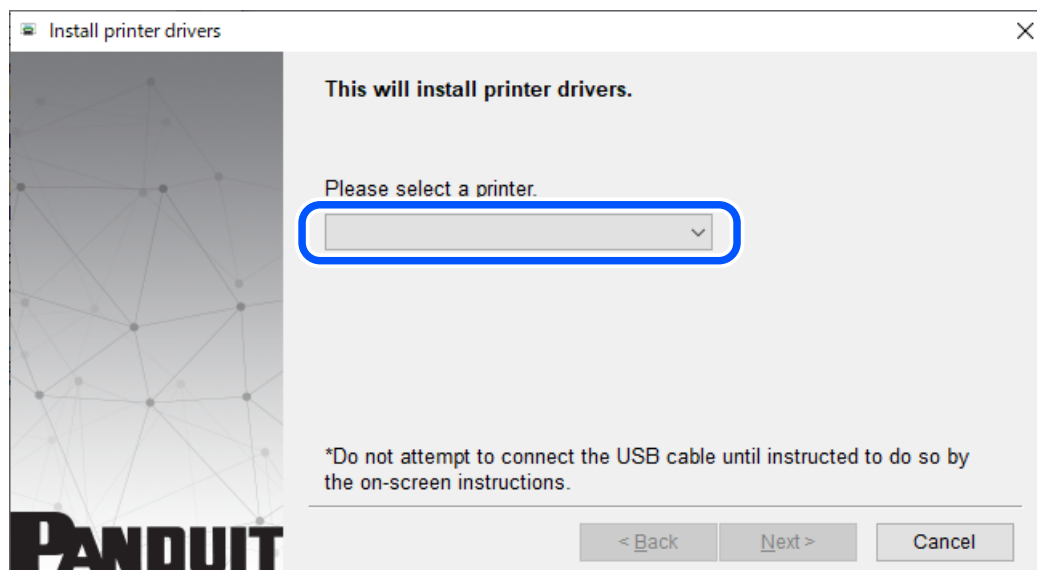 Install printer drivers
This will install printer drivers.
Please select a printer.
*Do not attempt to connect the USB cable until instructed to do so by
the on-screen instructions.
PANDUIT
< Back Next > Cancel